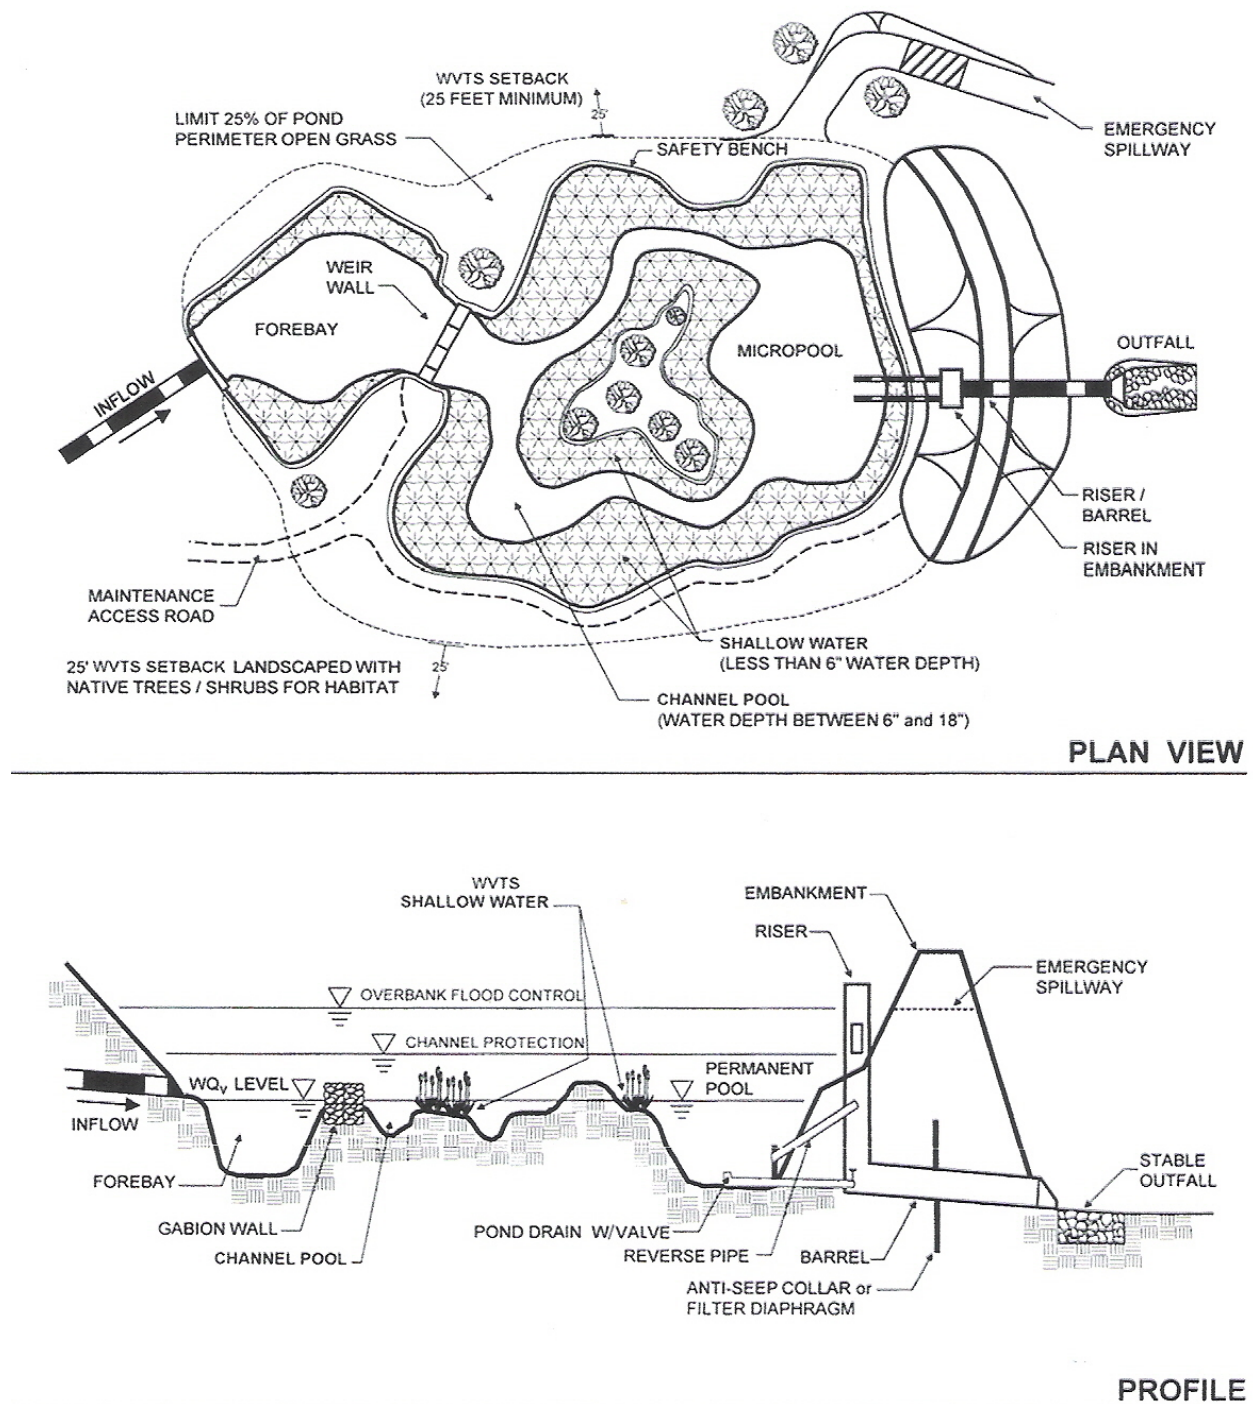 WVTS SETBACK
(25 FEET MINIMUM)
25'
LIMIT 25% OF POND
PERIMETER OPEN GRASS
SAFETY BENCH
EMERGENCY
SPILLWAY
WEIR
WALL
FOREBAY
MICROPOOL
OUTFALL
INFLOW
RISER /
BARREL
RISER IN
EMBANKMENT
MAINTENANCE
ACCESS ROAD
SHALLOW WATER
(LESS THAN 6" WATER DEPTH)
25' WVTS SETBACK LANDSCAPED WITH
NATIVE TREES / SHRUBS FOR HABITAT
25'
CHANNEL POOL
(WATER DEPTH BETWEEN 6" and 18")
PLAN VIEW
WVTS
SHALLOW WATER
EMBANKMENT
RISER
EMERGENCY
SPILLWAY
OVERBANK FLOOD CONTROL
CHANNEL PROTECTION
WQv LEVEL
PERMANENT
POOL
INFLOW
FOREBAY
STABLE
OUTFALL
GABION WALL
POND DRAIN W/VALVE
CHANNEL POOL
REVERSE PIPE
BARREL
ANTI-SEEP COLLAR or
FILTER DIAPHRAGM
PROFILE